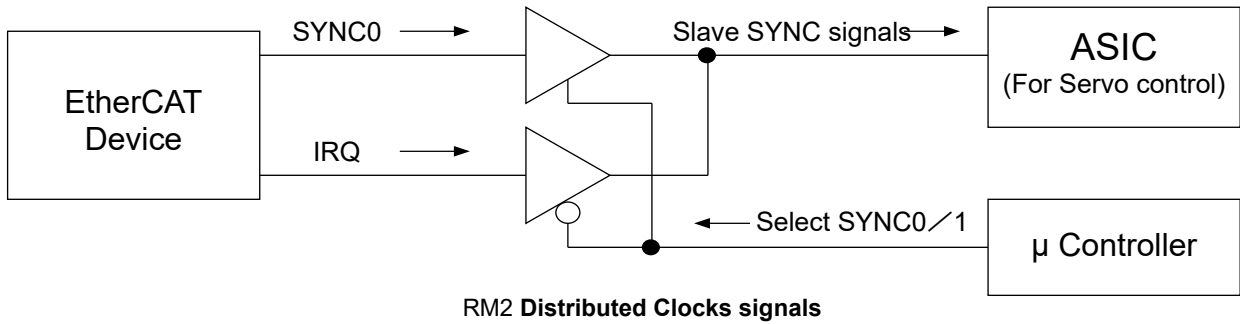 SYNC0
Slave SYNC signals
ASIC
(For Servo control)
EtherCAT
Device
IRQ
Select SYNC0／1
μ Controller
RM2 Distributed Clocks signals